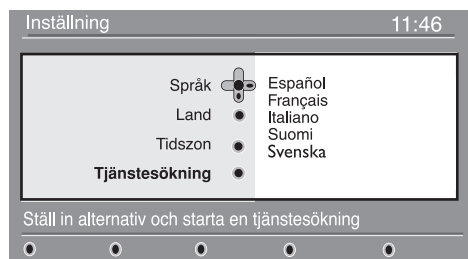 Inställning 11:46
Språk
Land
Tidszon
Tjänstesökning
Español
Français
Italiano
Suomi
Svenska
Ställ in alternativ och starta en tjänstesökning